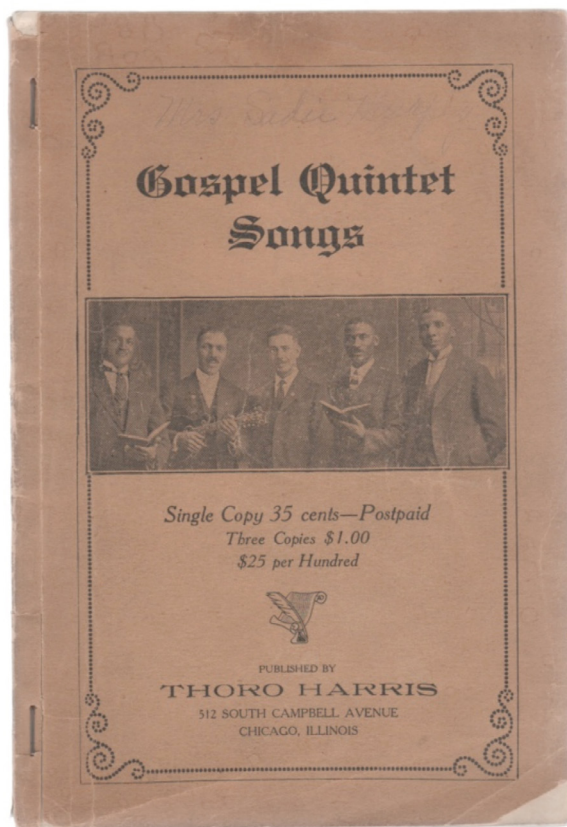 Mrs
Gospel Quintet
Songs
Single Copy 35 cents—Postpaid
Three Copies $1.00
$25 per Hundred
PUBLISHED BY
THORO HARRIS
512 SOUTH CAMPBELL AVENUE
CHICAGO, ILLINOIS